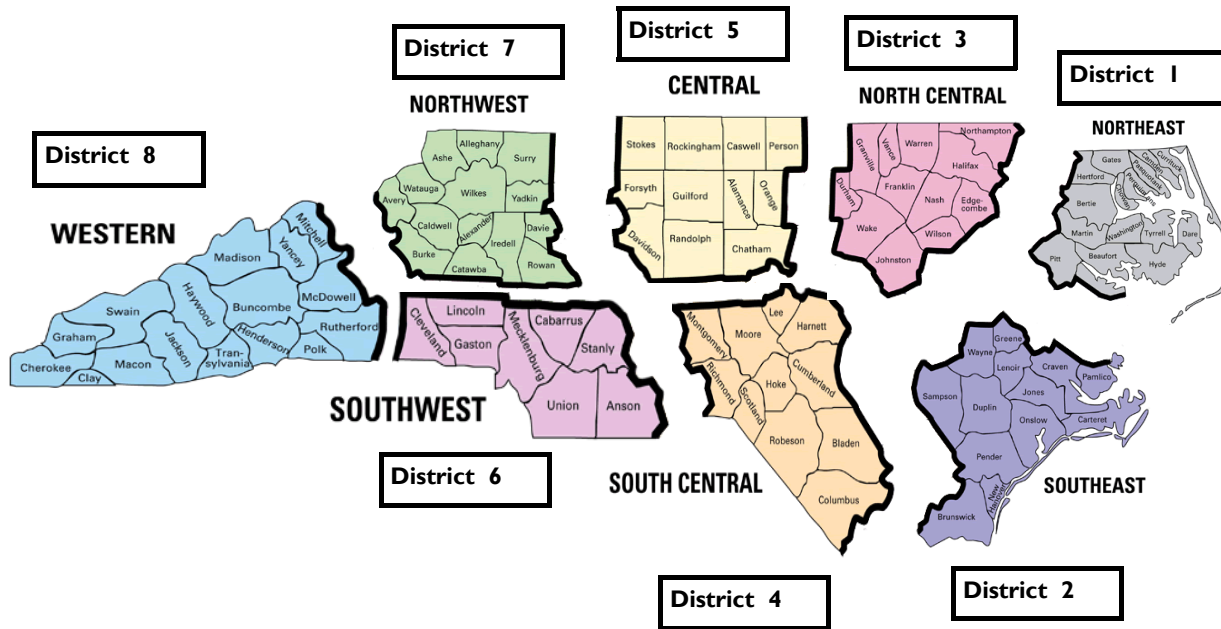 District 8
WESTERN
Mitchell
Yancey
Madison
Haywood
Buncombe
McDowell
Swain
Rutherford
Graham
Henderson
Jackson
Polk
Tran-
sylvania
Macon
Cherokee
Clay
District 7
NORTHWEST
Alleghany
Ashe
Surry
Watauga
Wilkes
Avery
Yadkin
Caldwell
Alexander
Davie
Iredell
Burke
Catawba
Rowan
District 5
CENTRAL
Stokes
Rockingham
Caswell
Person
Forsyth
Guilford
Alamance
Orange
Davidson
Randolph
Chatham
District 3
NORTH CENTRAL
Granville
Vance
Warren
Northampton
Halifax
Durham
Franklin
Nash
Edge-
combe
Wake
Wilson
Johnston
District 1
NORTHEAST
Gates
Camden
Currituck
Pasquotank
Hertford
Perquimans
Chowan
Bertie
Martin
Washington
Tyrrell
Dare
Pitt
Beaufort
Hyde
SOUTHWEST
Cleveland
Lincoln
Gaston
Mecklenburg
Cabarrus
Stanly
Union
Anson
District 6
SOUTH CENTRAL
Montgomery
Moore
Lee
Harnett
Richmond
Hoke
Cumberland
Scotland
Robeson
Bladen
Columbus
District 4
SOUTHEAST
Greene
Wayne
Lenoir
Craven
Pamlico
Sampson
Duplin
Jones
Onslow
Carteret
Pender
New
Hanover
Brunswick
District 2